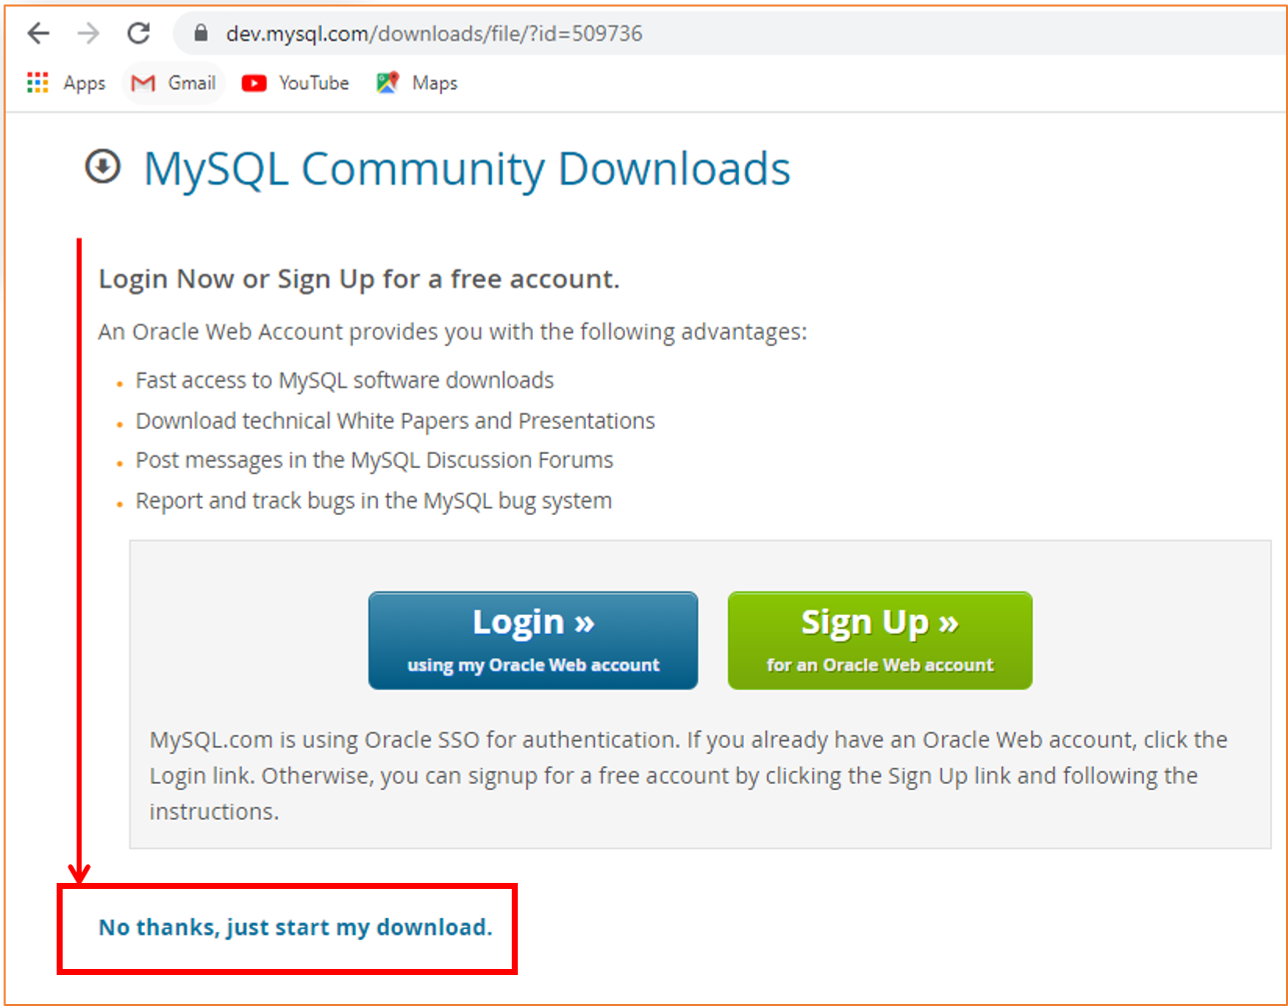 dev.mysql.com/downloads/file/?id=509736
Apps Gmail YouTube Maps
MySQL Community Downloads
Login Now or Sign Up for a free account.
An Oracle Web Account provides you with the following advantages:
• Fast access to MySQL software downloads
• Download technical White Papers and Presentations
• Post messages in the MySQL Discussion Forums
• Report and track bugs in the MySQL bug system
Login »
using my Oracle Web account
Sign Up »
for an Oracle Web account
MySQL.com is using Oracle SSO for authentication. If you already have an Oracle Web account, click the
Login link. Otherwise, you can signup for a free account by clicking the Sign Up link and following the
instructions.
No thanks, just start my download.